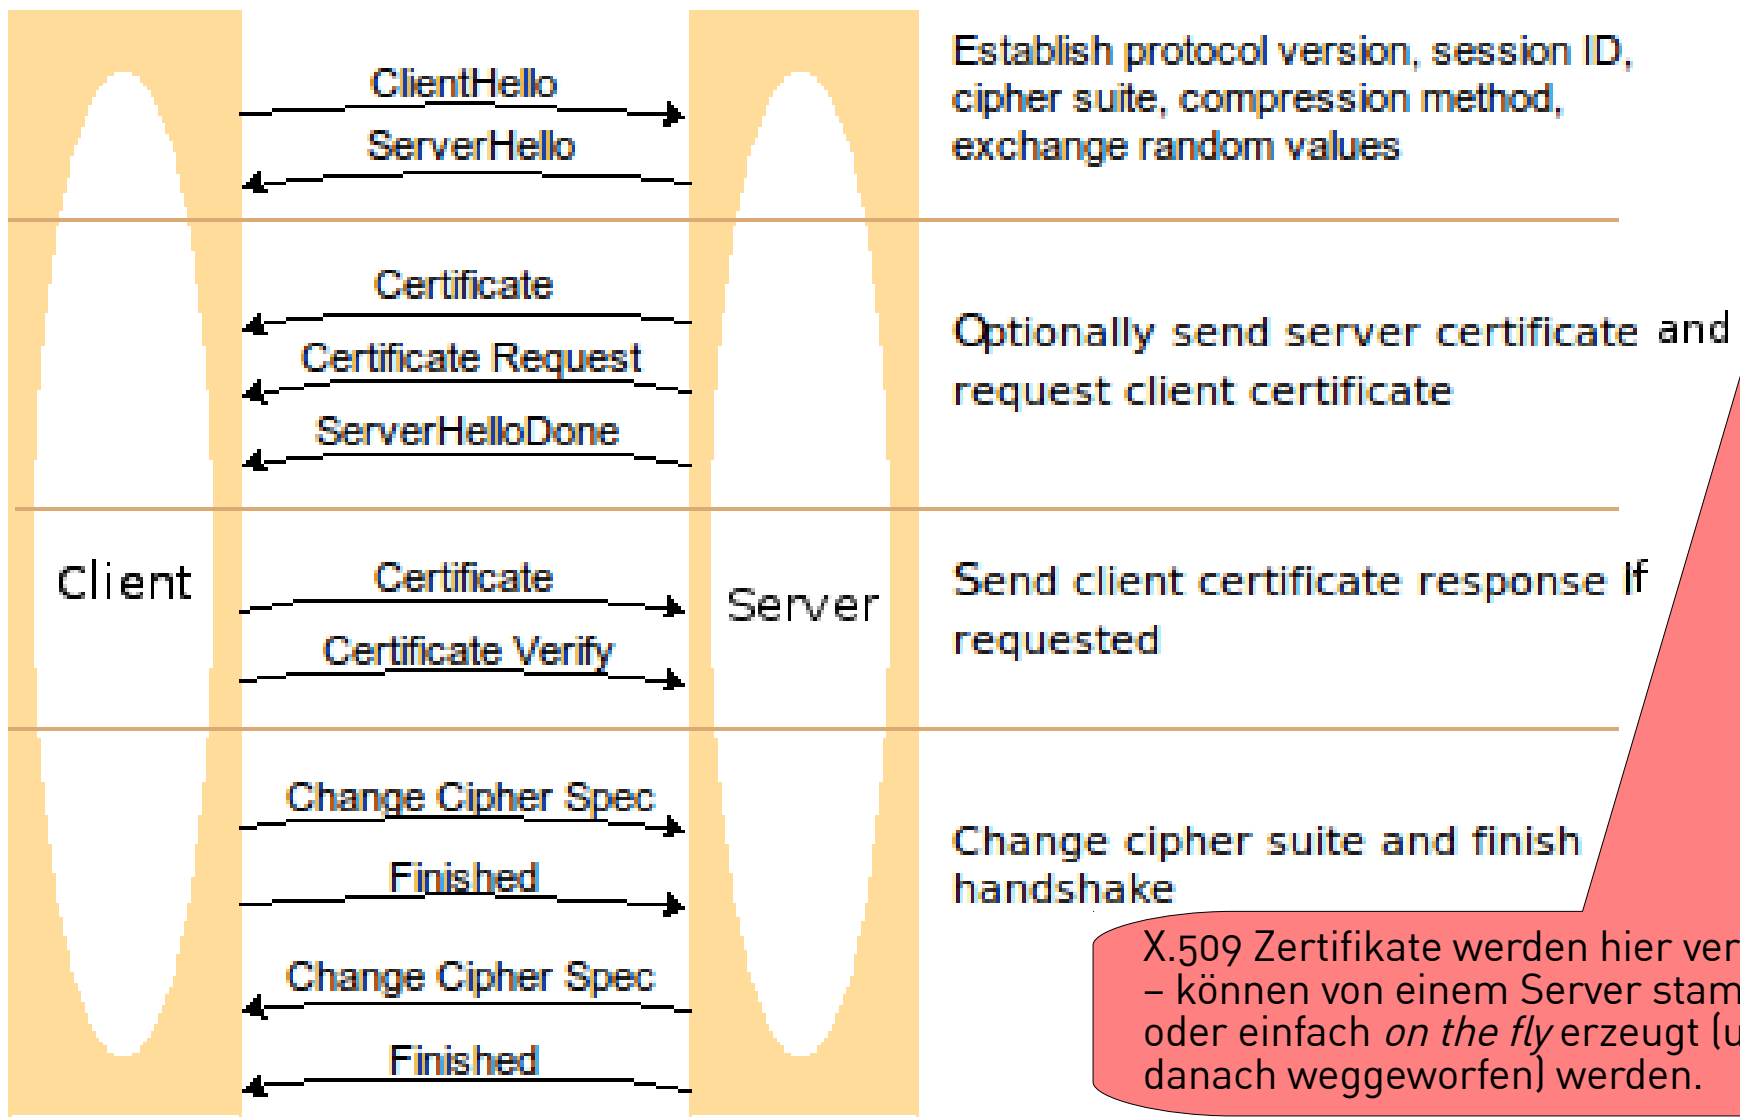 ClientHello
ServerHello
Establish protocol version, session ID,
cipher suite, compression method,
exchange random values
Certificate
Certificate Request
ServerHelloDone
Optionally send server certificate and
request client certificate
Client
Server
Certificate
Certificate Verify
Send client certificate response If
requested
Change Cipher Spec
Finished
Change Cipher Spec
Finished
Change cipher suite and finish
handshake
X.509 Zertifikate werden hier
– können von einem Server
oder einfach on the fly erzeugt
danach weggeworfen) werden.